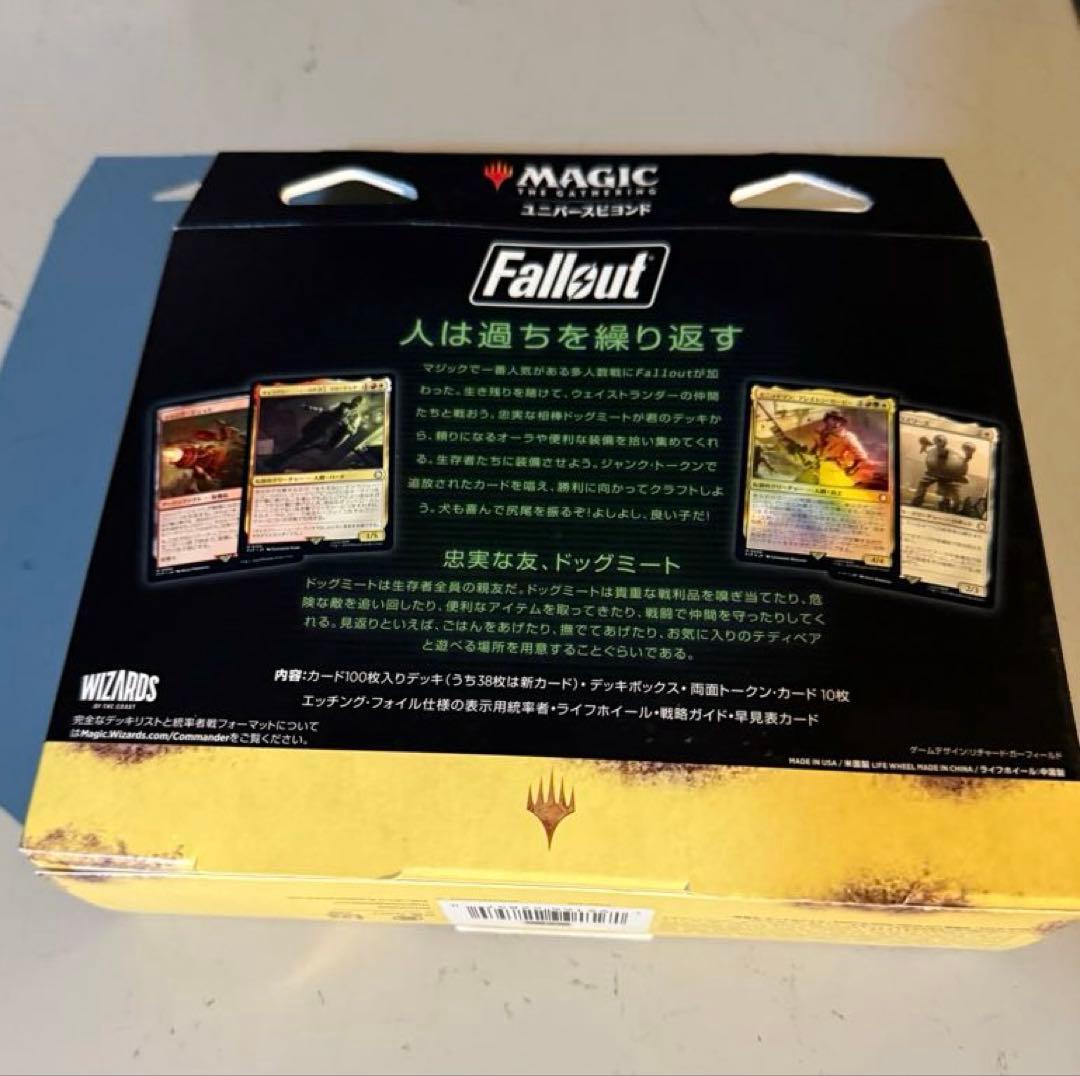 MAGIC
THE GATHERING
ユニバースビヨンド
Fallout
人は過ちを繰り返す
マジックで一番人気がある多人数戦にFalloutが加
わった。生き残りを賭けて、ウェイストランダーの仲間
たちと戦おう。忠実な相棒ドッグミートが君のデッキか
ら、頼りになるオーラや便利な装備を拾い集めてくれ
る。生存者たちに装備させよう。ジャンク・トークンで
追放されたカードを唱え、勝利に向かってクラフトしよ
う。犬も喜んで尻尾を振るぞ!よしよし、良い子だ!
忠実な友、ドッグミート
ドッグミートは生存者全員の親友だ。ドッグミートは貴重な戦利品を嗅ぎ当てたり、危
険な敵を追い回したり、便利なアイテムを取ってきたり、戦闘で仲間を守ったりしてく
れる。見返りといえば、ごはんをあげたり、撫でてあげたり、お気に入りのテディベア
と遊べる場所を用意することぐらいである。
内容:カード100枚入りデッキ(うち38枚は新カード)・デッキボックス・両面トークン・カード 10枚
エッチング・フォイル仕様の表示用統率者・ライフホイール・戦略ガイド・早見表カード
WIZARDS
OF THE COAST
完全なデッキリストと統率者戦フォーマットについて
はMagic.Wizards.com/Commanderをご覧ください。
ゲームデザイン:リチャード・ガーフィールド
MADE IN USA / 米国製 LIFE WHEEL MADE IN CHINA / ライフホイール:中国製